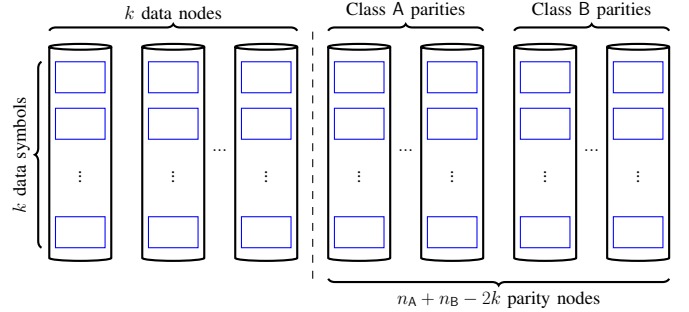 k data nodes
Class A parities
Class B parities
k data symbols
... ... ...
⋮ ⋮ ⋮ ⋮ ⋮ ⋮ ⋮
n_A + n_B − 2k parity nodes